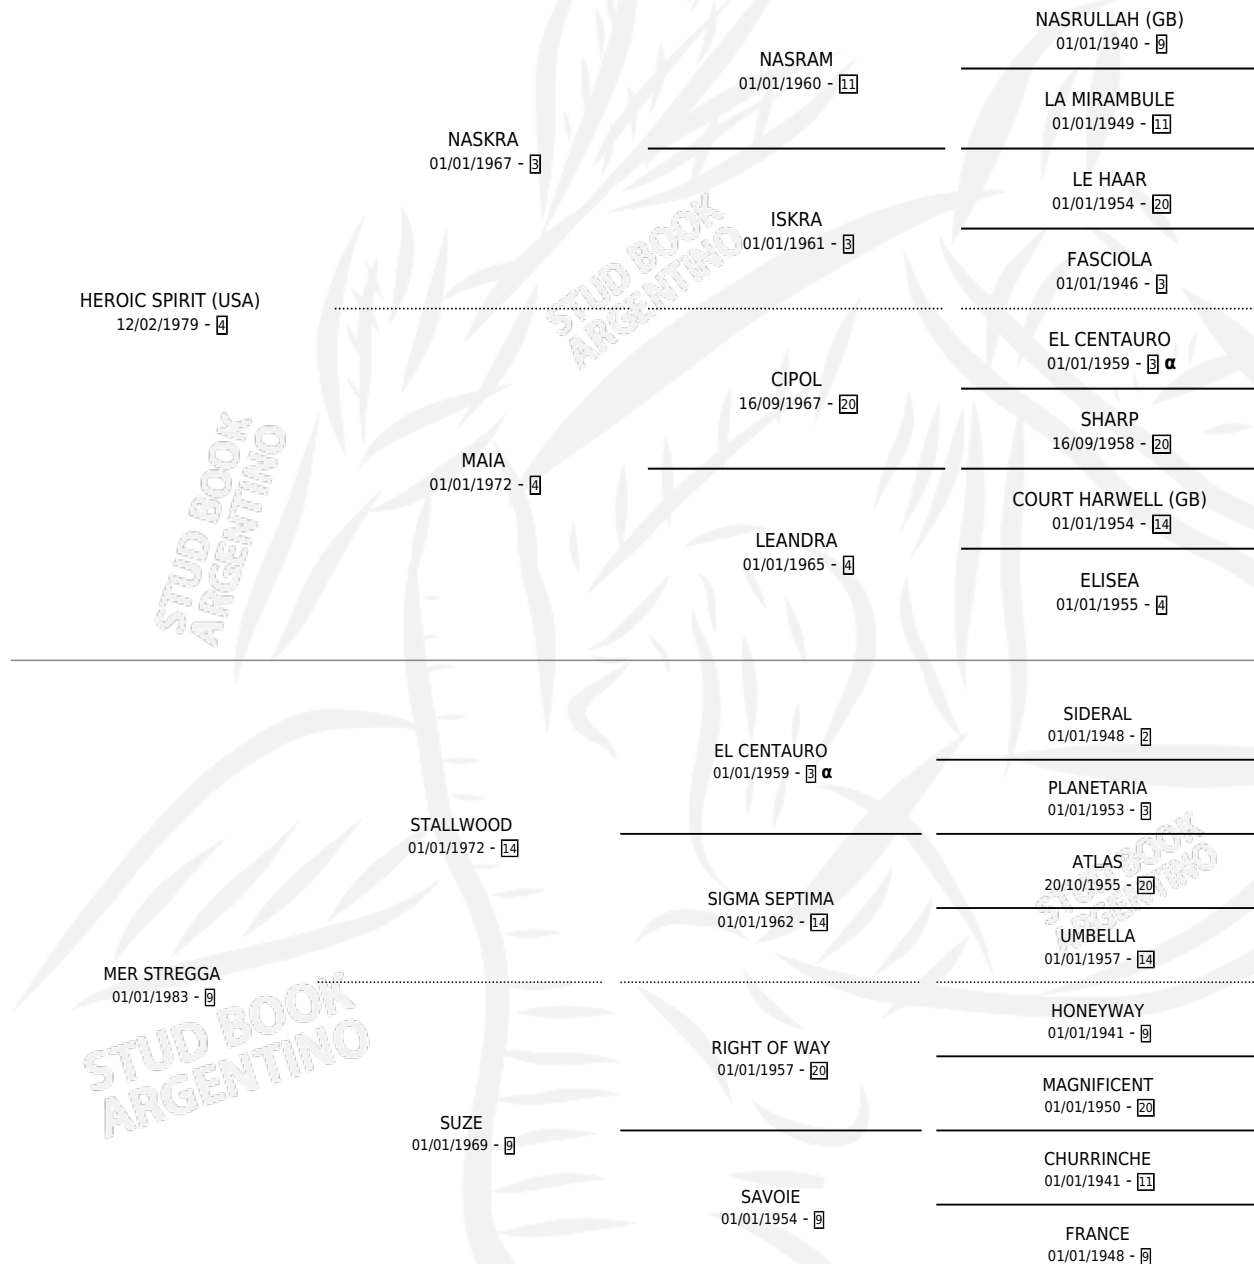 NASRULLAH (GB)
01/01/1940 - 9
NASRAM
01/01/1960 - 11
LA MIRAMBULE
01/01/1949 - 11
NASKRA
01/01/1967 - 3
LE HAAR
01/01/1954 - 20
ISKRA
01/01/1961 - 3
FASCIOLA
01/01/1946 - 3
HEROIC SPIRIT (USA)
12/02/1979 - 4
EL CENTAURO
01/01/1959 - 3 α
CIPOL
16/09/1967 - 20
SHARP
16/09/1958 - 20
MAIA
01/01/1972 - 4
COURT HARWELL (GB)
01/01/1954 - 14
LEANDRA
01/01/1965 - 4
ELISEA
01/01/1955 - 4
SIDERAL
01/01/1948 - 2
EL CENTAURO
01/01/1959 - 3 α
PLANETARIA
01/01/1953 - 3
STALLWOOD
01/01/1972 - 14
ATLAS
20/10/1955 - 20
SIGMA SEPTIMA
01/01/1962 - 14
UMBELLA
01/01/1957 - 14
MER STREGGA
01/01/1983 - 9
HONEYWAY
01/01/1941 - 9
RIGHT OF WAY
01/01/1957 - 20
MAGNIFICENT
01/01/1950 - 20
SUZE
01/01/1969 - 9
CHURRINCHE
01/01/1941 - 11
SAVOIE
01/01/1954 - 9
FRANCE
01/01/1948 - 9
STUD BOOK
ARGENTINO
STUD BOOK
ARGENTINO
STUD BOOK
ARGENTINO
STUD BOOK
ARGENTINO